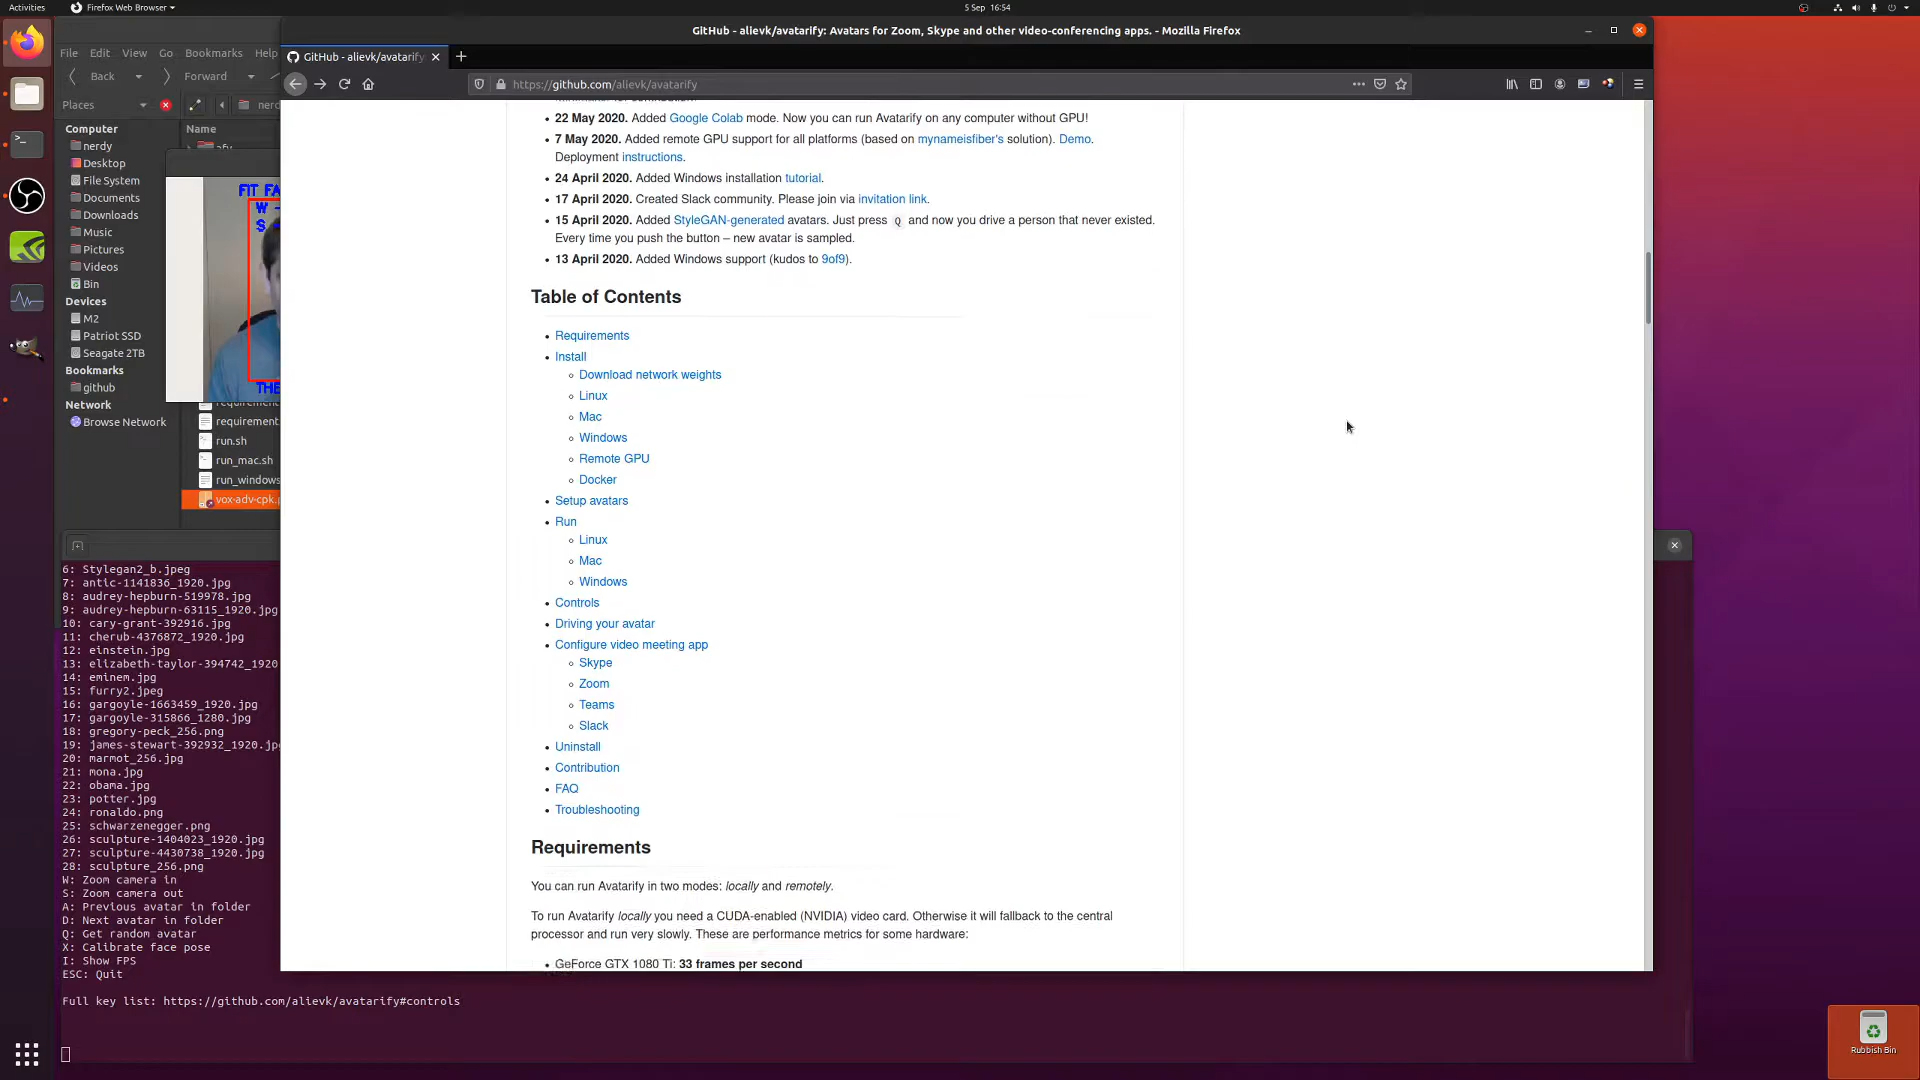 Activities
Firefox Web Browser
5 Sep 16:54
GitHub - alievk/avatarify: Avatars for Zoom, Skype and other video-conferencing apps. - Mozilla Firefox
File Edit View Go Bookmarks Help
GitHub - alievk/avatarify
Back Forward
https://github.com/alievk/avatarify
Places
nerd
Computer
nerdy
Desktop
File System
Documents
Downloads
Music
Pictures
Videos
Bin
Devices
M2
Patriot SSD
Seagate 2TB
Bookmarks
github
Network
Browse Network
Name
afy
FIT FA
W -
S
THE
requirement
run.sh
run_mac.sh
run_windows
vox-adv-cpk.
22 May 2020. Added Google Colab mode. Now you can run Avatarify on any computer without GPU!
7 May 2020. Added remote GPU support for all platforms (based on mynameisfiber's solution). Demo.
Deployment instructions.
24 April 2020. Added Windows installation tutorial.
17 April 2020. Created Slack community. Please join via invitation link.
15 April 2020. Added StyleGAN-generated avatars. Just press Q and now you drive a person that never existed.
Every time you push the button – new avatar is sampled.
13 April 2020. Added Windows support (kudos to 9of9).
Table of Contents
Requirements
Install
Download network weights
Linux
Mac
Windows
Remote GPU
Docker
Setup avatars
Run
Linux
Mac
Windows
Controls
Driving your avatar
Configure video meeting app
Skype
Zoom
Teams
Slack
Uninstall
Contribution
FAQ
Troubleshooting
Requirements
You can run Avatarify in two modes: locally and remotely.
To run Avatarify locally you need a CUDA-enabled (NVIDIA) video card. Otherwise it will fallback to the central
processor and run very slowly. These are performance metrics for some hardware:
GeForce GTX 1080 Ti: 33 frames per second
6: Stylegan2_b.jpeg
7: antic-1141836_1920.jpg
8: audrey-hepburn-519978.jpg
9: audrey-hepburn-63115_1920.jpg
10: cary-grant-392916.jpg
11: cherub-4376872_1920.jpg
12: einstein.jpg
13: elizabeth-taylor-394742_1920
14: eminem.jpg
15: furry2.jpeg
16: gargoyle-1663459_1920.jpg
17: gargoyle-315866_1280.jpg
18: gregory-peck_256.png
19: james-stewart-392932_1920.jp
20: marmot_256.jpg
21: mona.jpg
22: obama.jpg
23: potter.jpg
24: ronaldo.png
25: schwarzenegger.png
26: sculpture-1404023_1920.jpg
27: sculpture-4430738_1920.jpg
28: sculpture_256.png
W: Zoom camera in
S: Zoom camera out
A: Previous avatar in folder
D: Next avatar in folder
Q: Get random avatar
X: Calibrate face pose
I: Show FPS
ESC: Quit
Full key list: https://github.com/alievk/avatarify#controls
Rubbish Bin